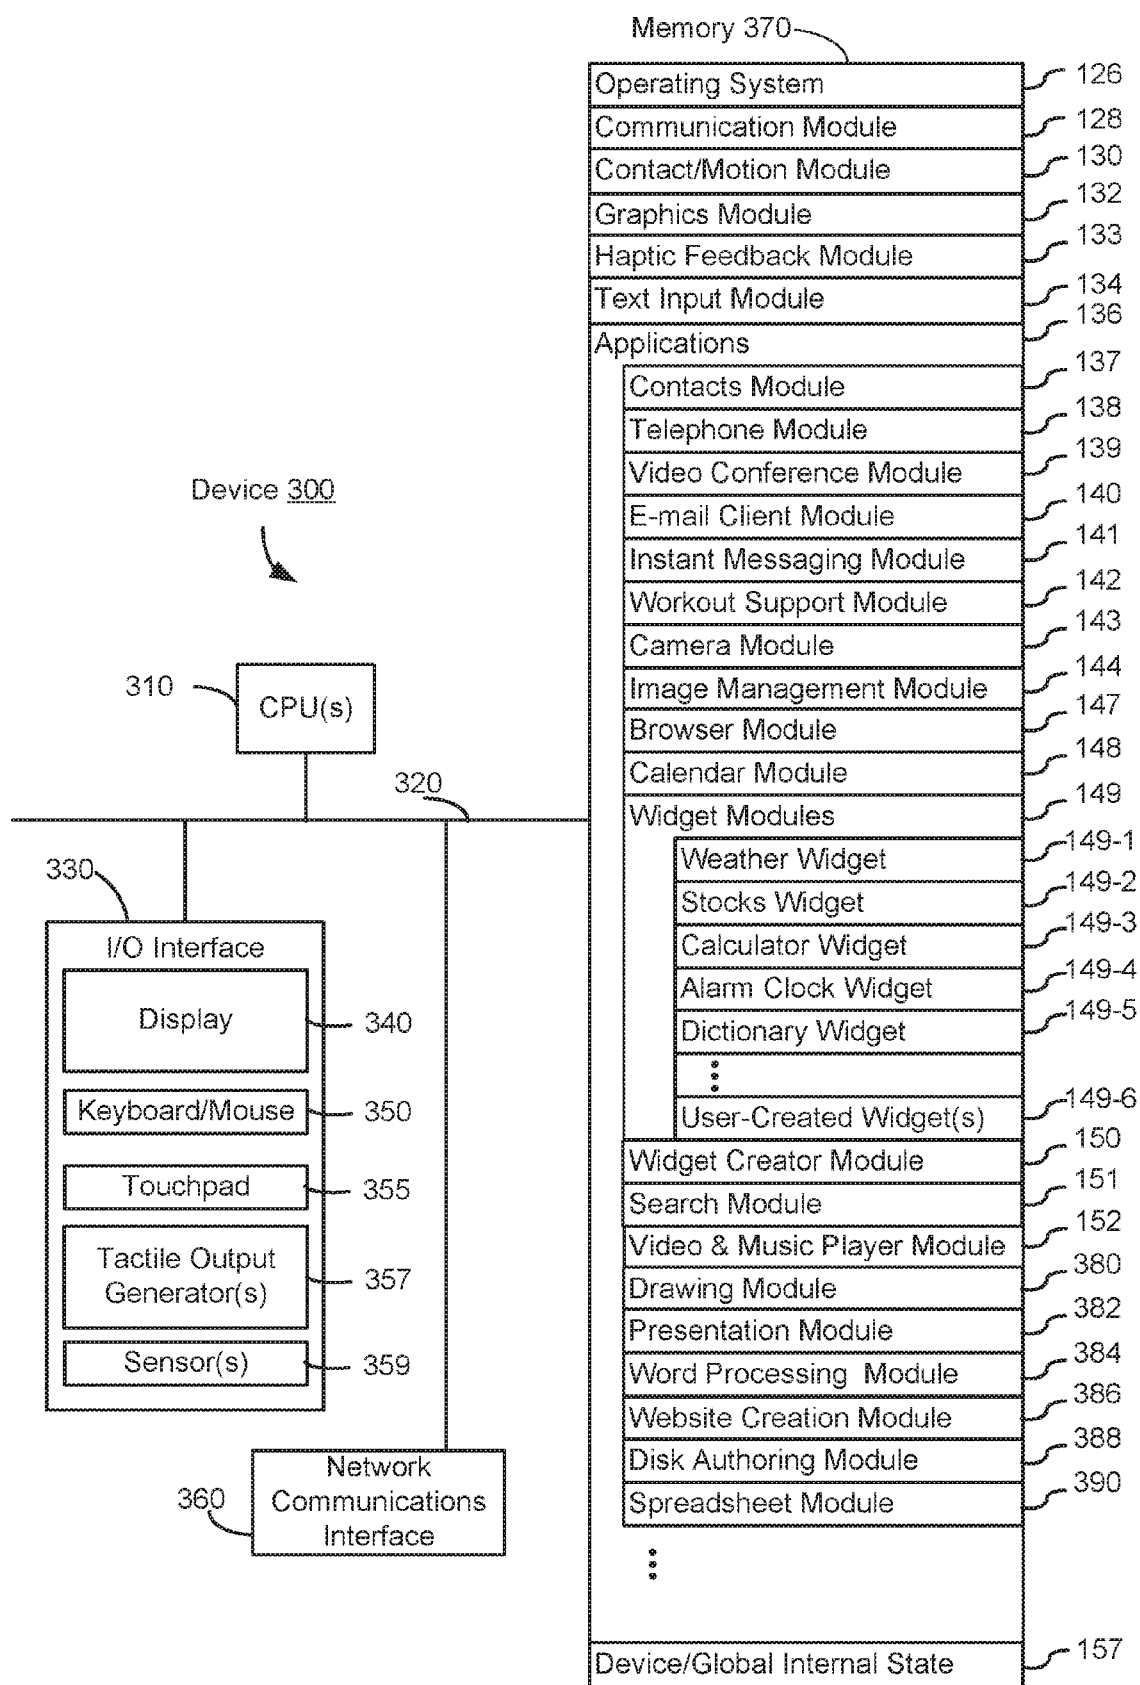 Memory 370
Operating System 126
Communication Module 128
Contact/Motion Module 130
Graphics Module 132
Haptic Feedback Module 133
Text Input Module 134
Applications 136
Contacts Module 137
Telephone Module 138
Video Conference Module 139
E-mail Client Module 140
Instant Messaging Module 141
Workout Support Module 142
Camera Module 143
Image Management Module 144
Browser Module 147
Calendar Module 148
Widget Modules 149
Weather Widget 149-1
Stocks Widget 149-2
Calculator Widget 149-3
Alarm Clock Widget 149-4
Dictionary Widget 149-5
User-Created Widget(s) 149-6
Widget Creator Module 150
Search Module 151
Video & Music Player Module 152
Drawing Module 380
Presentation Module 382
Word Processing Module 384
Website Creation Module 386
Disk Authoring Module 388
Spreadsheet Module 390
Device/Global Internal State 157
Device 300
310
CPU(s)
320
330
I/O Interface
Display 340
Keyboard/Mouse 350
Touchpad 355
Tactile Output
Generator(s) 357
Sensor(s) 359
360
Network
Communications
Interface